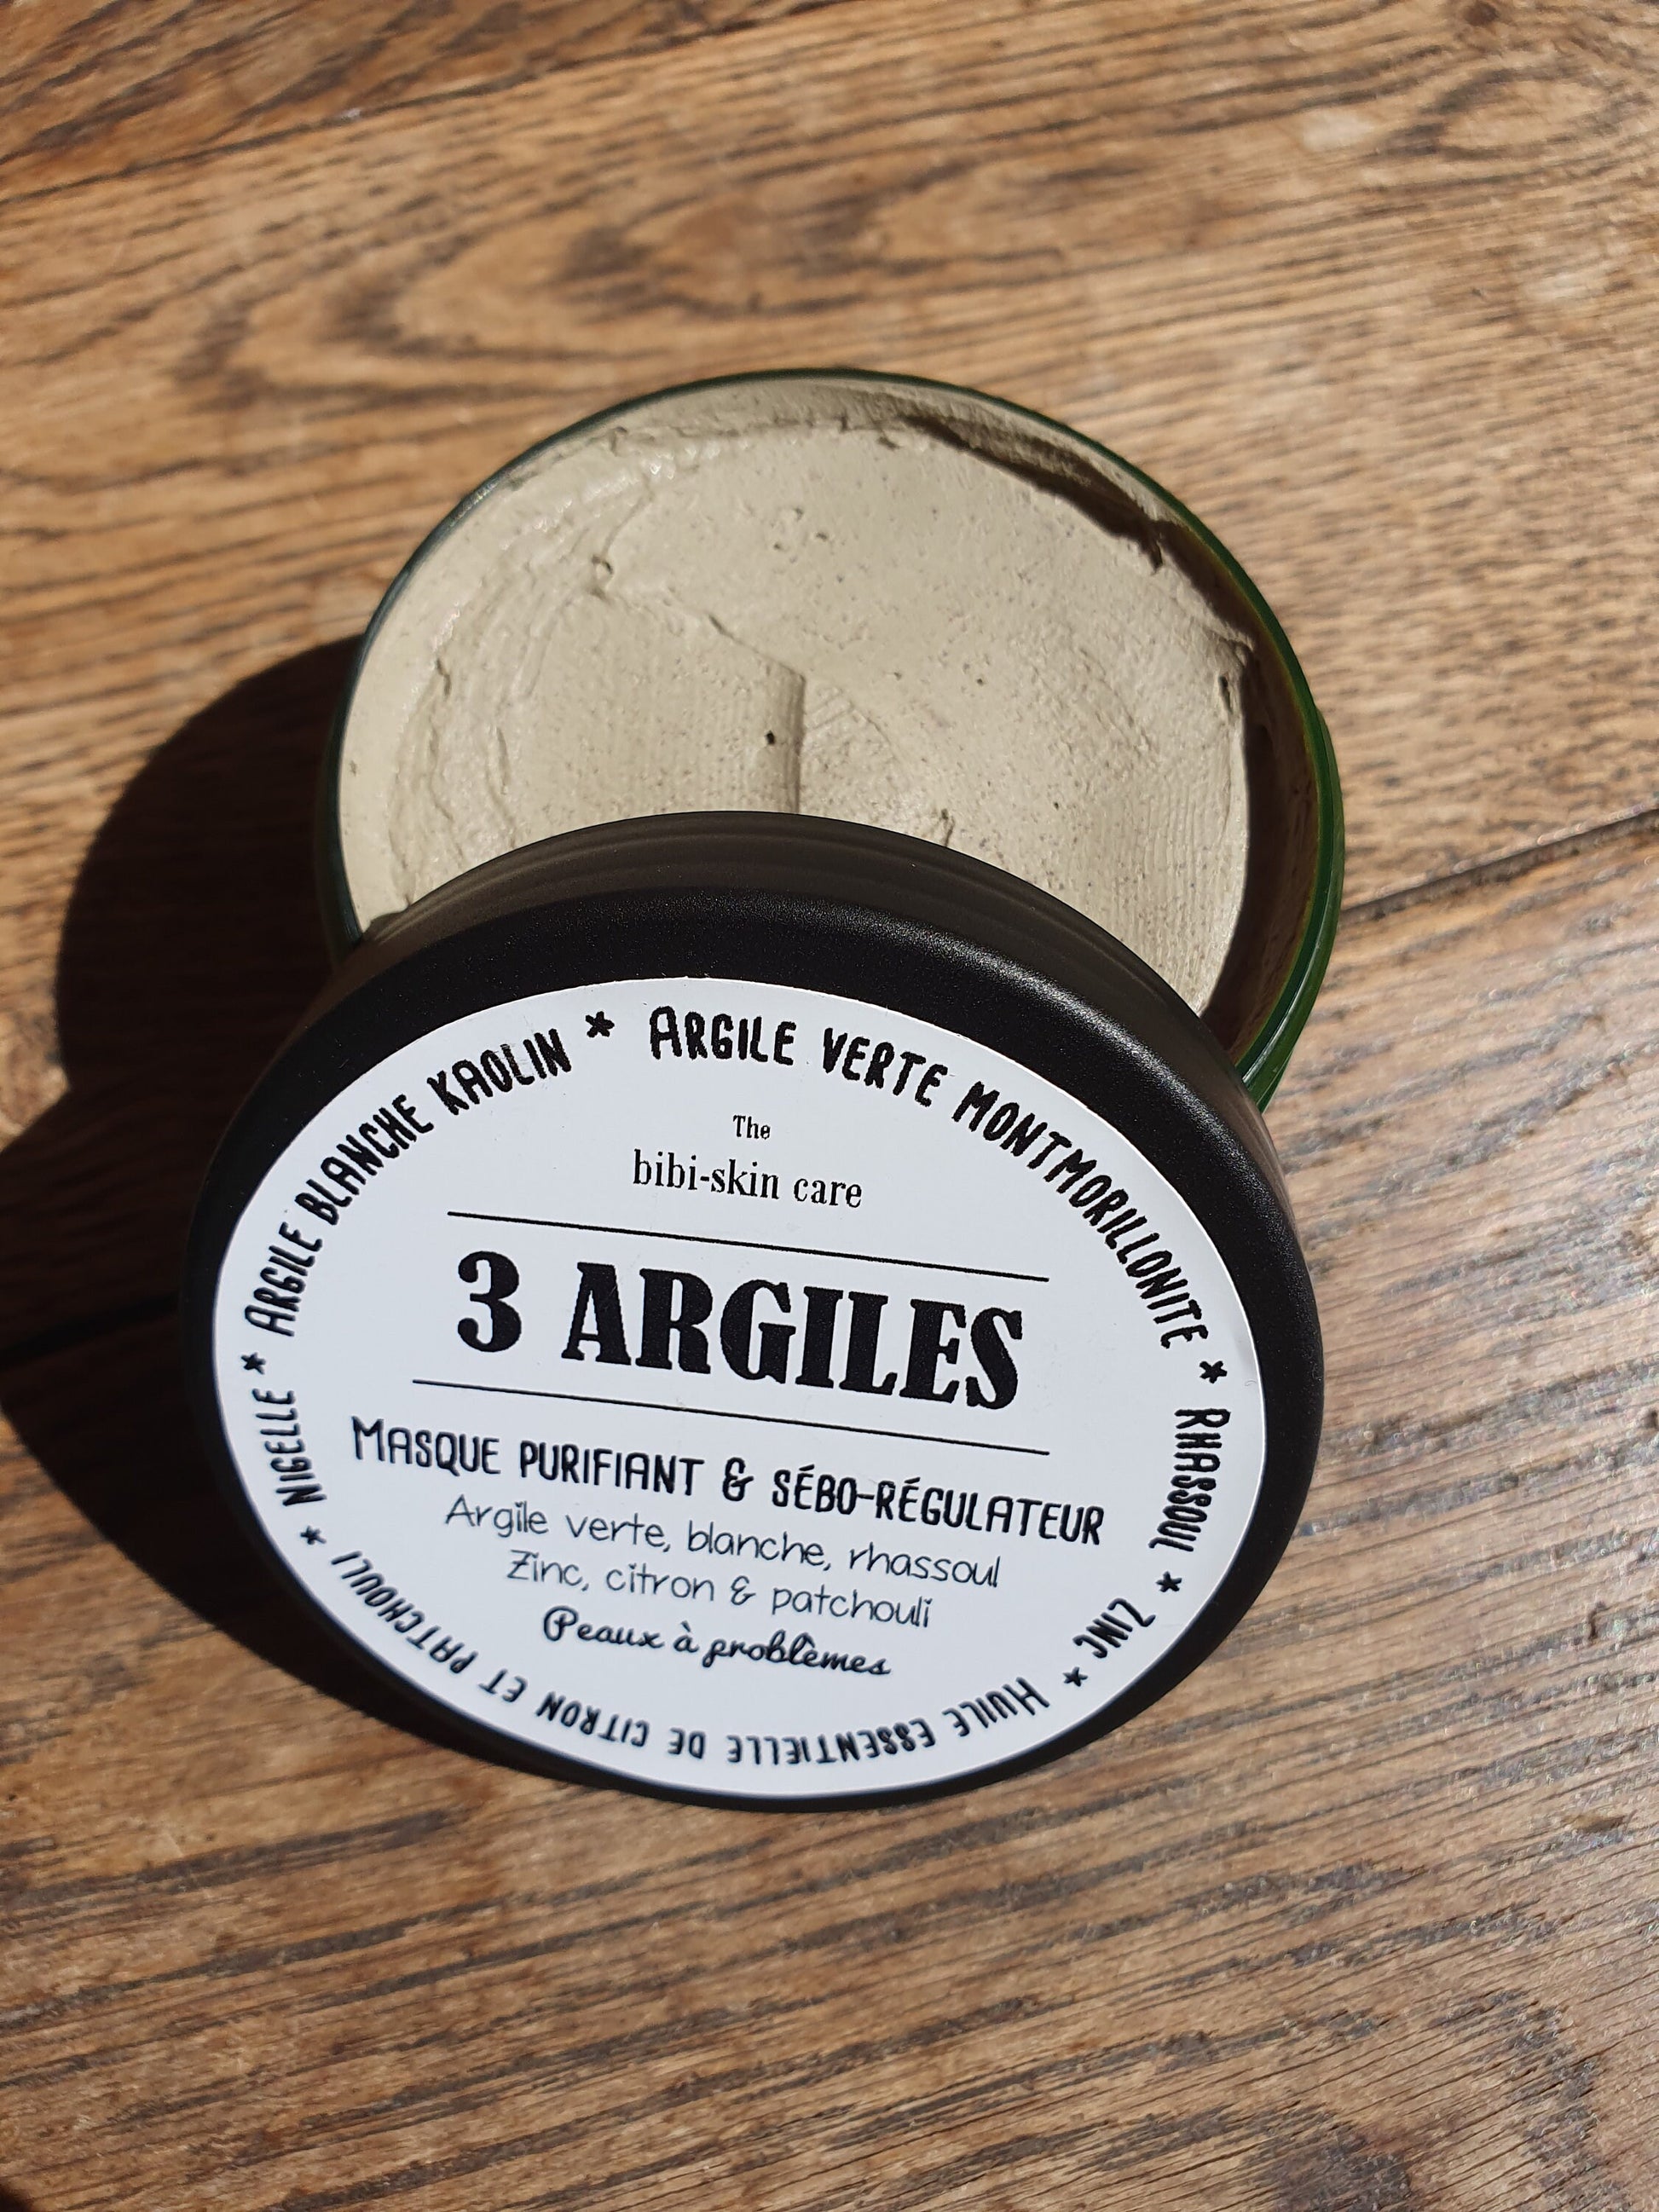 The
bibi-skin care
3 ARGILES
MASQUE PURIFIANT & SÉBO-RÉGULATEUR
Argile verte, blanche, rhassoul
Zinc, citron & patchouli
Peaux à problèmes
ARGILE VERTE MONTMORILLONITE * RHASSOUL * ZINC * HUILE ESSENTIELLE DE CITRON ET PATCHOULI * NIGELLE * ARGILE BLANCHE KAOLIN *